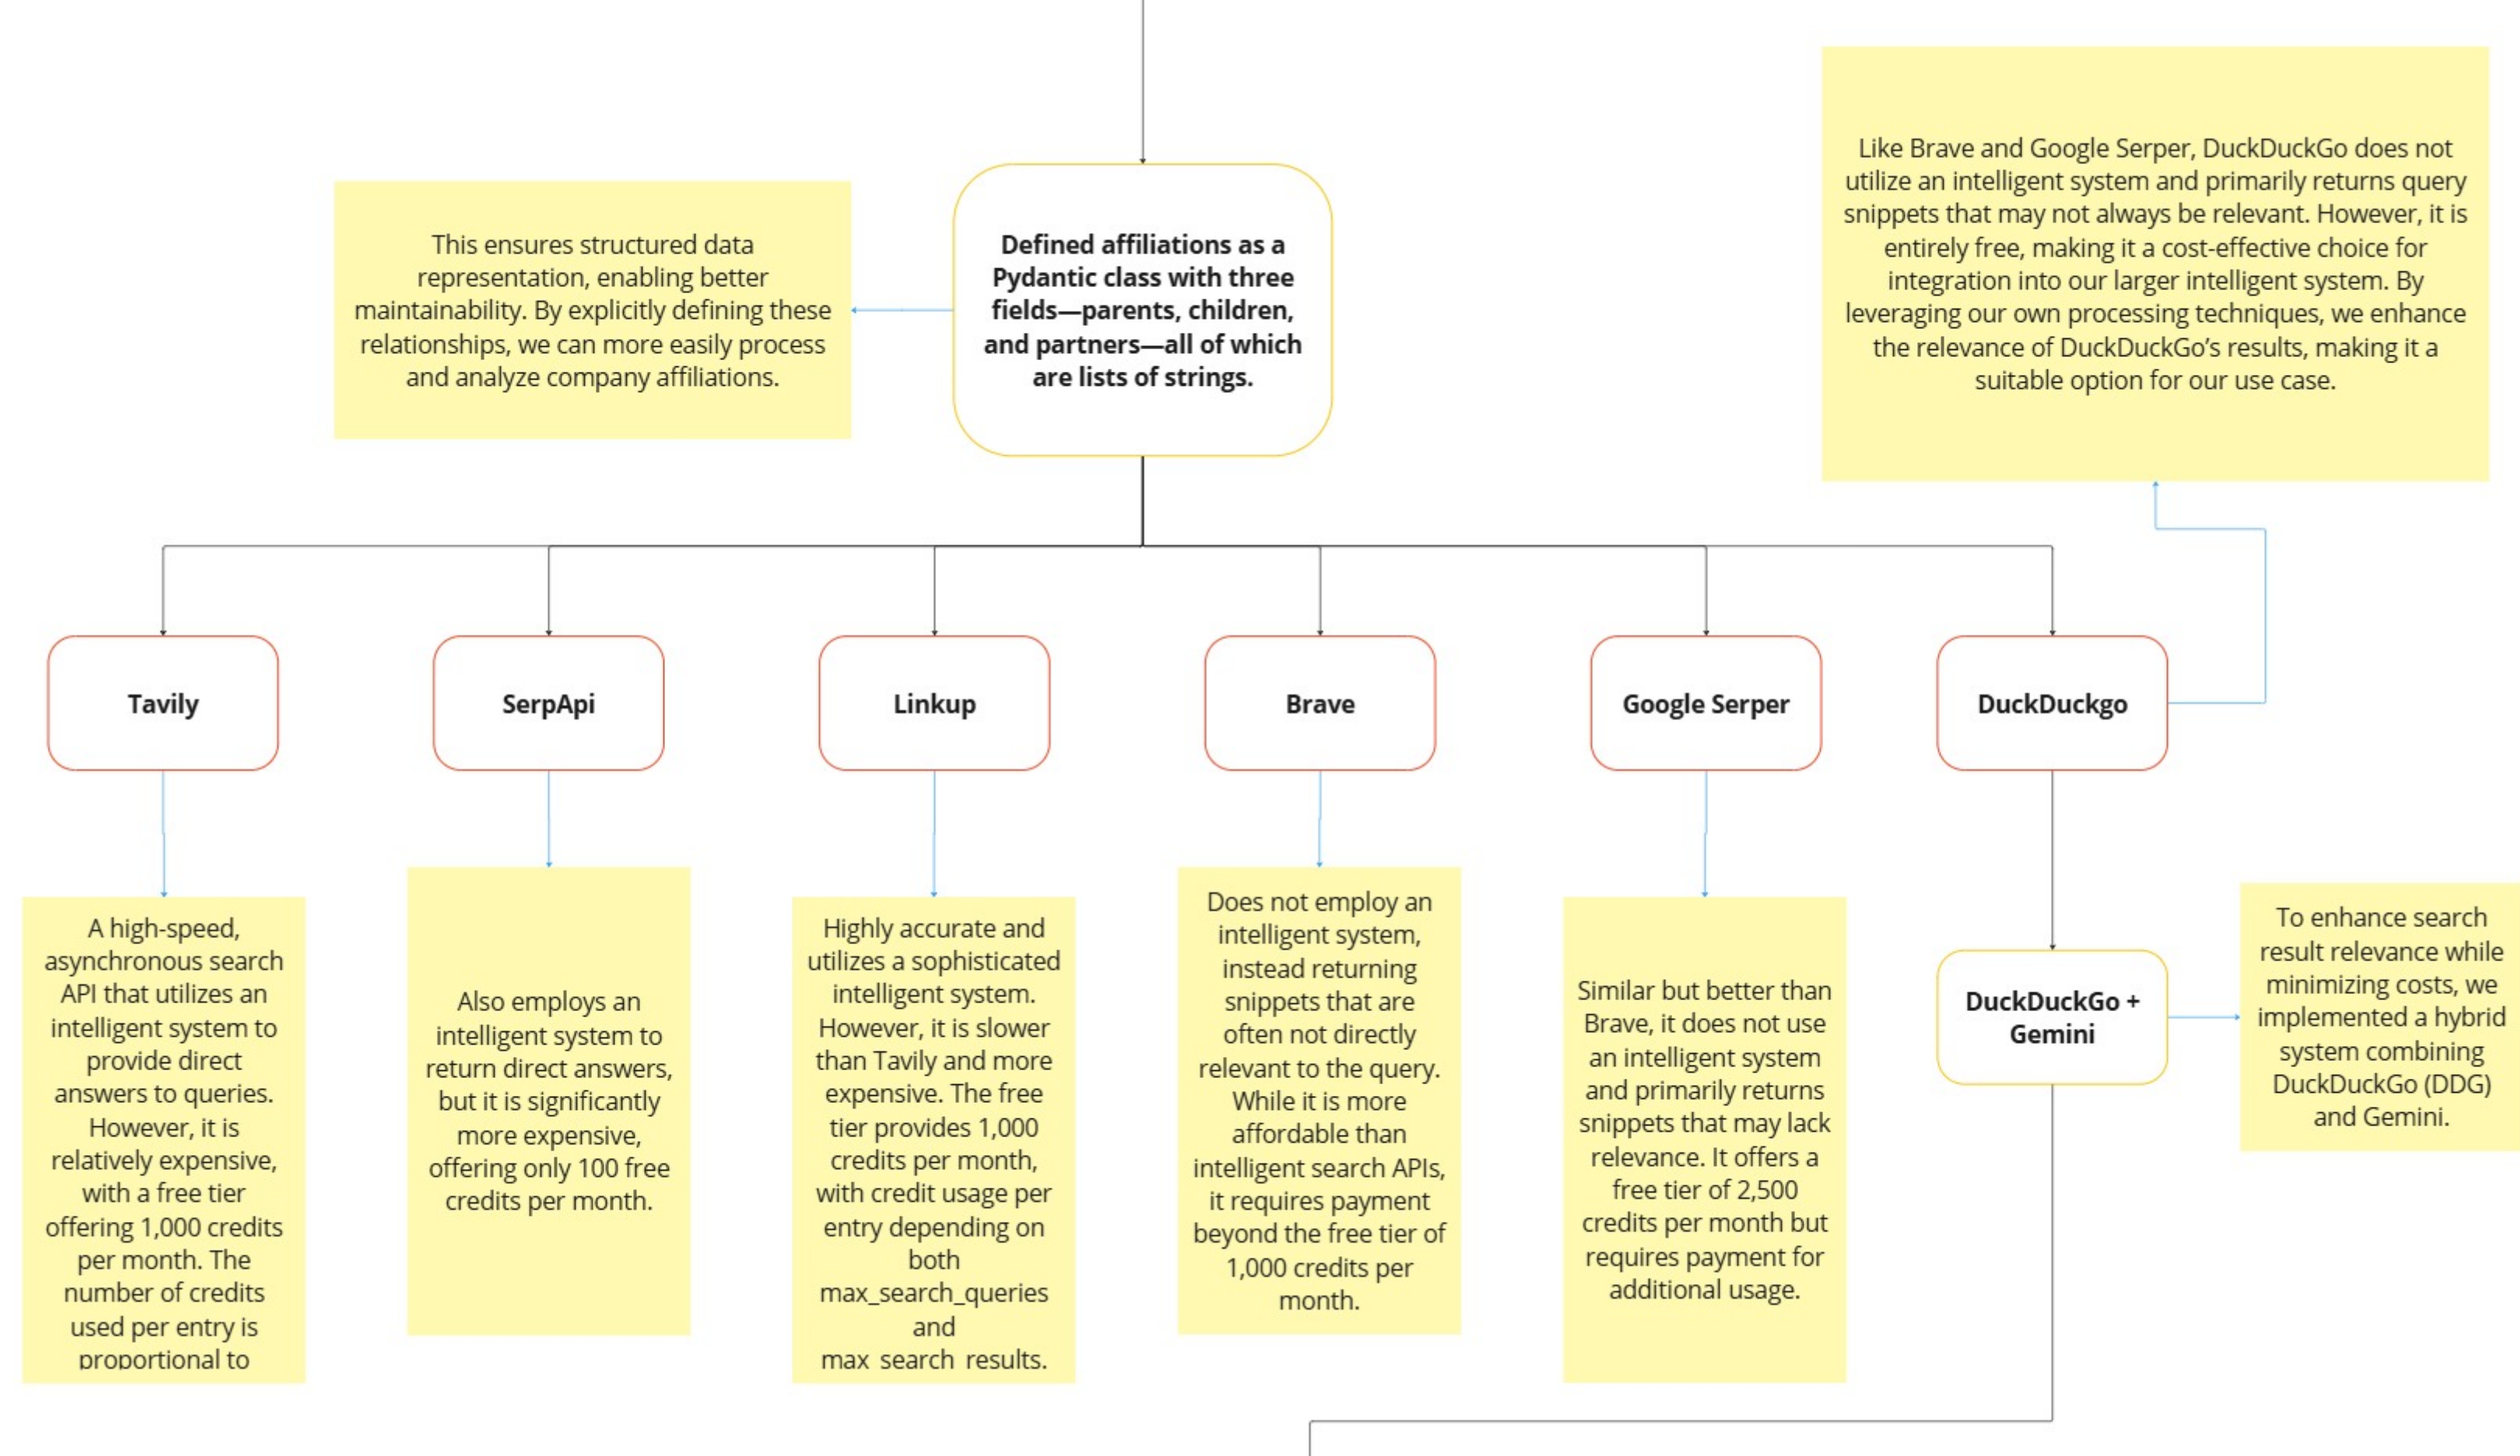 Like Brave and Google Serper, DuckDuckGo does not
utilize an intelligent system and primarily returns query
snippets that may not always be relevant. However, it is
entirely free, making it a cost-effective choice for
integration into our larger intelligent system. By
leveraging our own processing techniques, we enhance
the relevance of DuckDuckGo’s results, making it a
suitable option for our use case.
This ensures structured data
representation, enabling better
maintainability. By explicitly defining these
relationships, we can more easily process
and analyze company affiliations.
Defined affiliations as a
Pydantic class with three
fields—parents, children,
and partners—all of which
are lists of strings.
Tavily
SerpApi
Linkup
Brave
Google Serper
DuckDuckgo
A high-speed,
asynchronous search
API that utilizes an
intelligent system to
provide direct
answers to queries.
However, it is
relatively expensive,
with a free tier
offering 1,000 credits
per month. The
number of credits
used per entry is
proportional to
Also employs an
intelligent system to
return direct answers,
but it is significantly
more expensive,
offering only 100 free
credits per month.
Highly accurate and
utilizes a sophisticated
intelligent system.
However, it is slower
than Tavily and more
expensive. The free
tier provides 1,000
credits per month,
with credit usage per
entry depending on
both
max_search_queries
and
max_search_results.
Does not employ an
intelligent system,
instead returning
snippets that are
often not directly
relevant to the query.
While it is more
affordable than
intelligent search APIs,
it requires payment
beyond the free tier of
1,000 credits per
month.
Similar but better than
Brave, it does not use
an intelligent system
and primarily returns
snippets that may lack
relevance. It offers a
free tier of 2,500
credits per month but
requires payment for
additional usage.
DuckDuckGo +
Gemini
To enhance search
result relevance while
minimizing costs, we
implemented a hybrid
system combining
DuckDuckGo (DDG)
and Gemini.